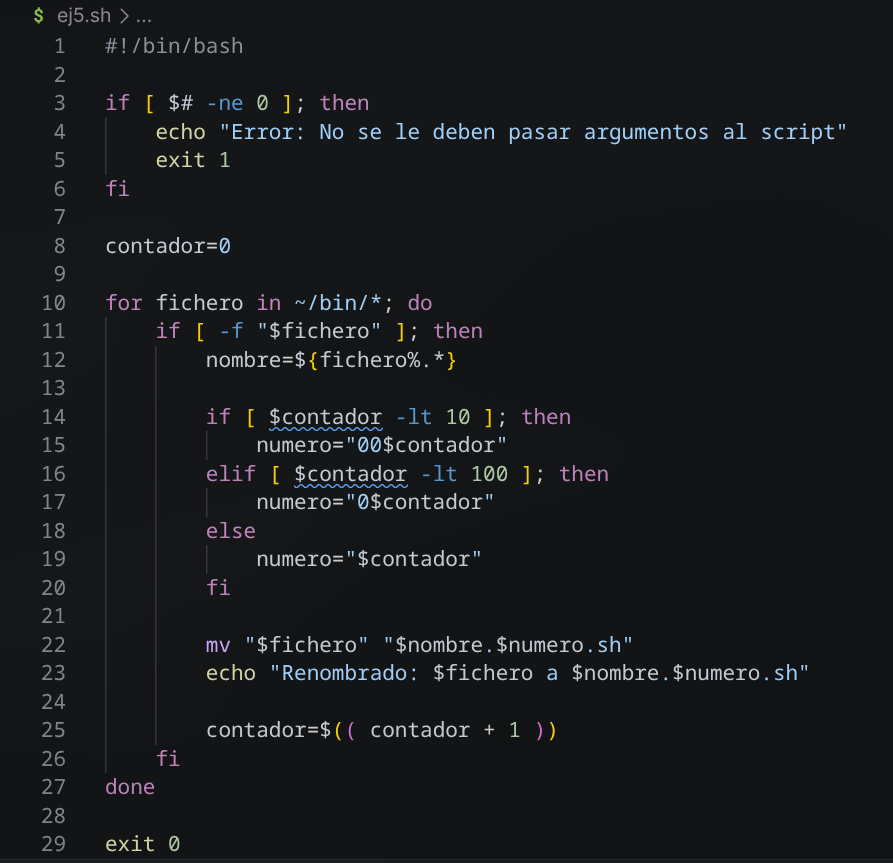 $ ej5.sh > ...
1 #!/bin/bash
2
3 if [ $# -ne 0 ]; then
4     echo "Error: No se le deben pasar argumentos al script"
5     exit 1
6 fi
7
8 contador=0
9
10 for fichero in ~/bin/*; do
11     if [ -f "$fichero" ]; then
12         nombre=${fichero%.*}
13
14         if [ $contador -lt 10 ]; then
15             numero="00$contador"
16         elif [ $contador -lt 100 ]; then
17             numero="0$contador"
18         else
19             numero="$contador"
20         fi
21
22         mv "$fichero" "$nombre.$numero.sh"
23         echo "Renombrado: $fichero a $nombre.$numero.sh"
24
25         contador=$(( contador + 1 ))
26     fi
27 done
28
29 exit 0